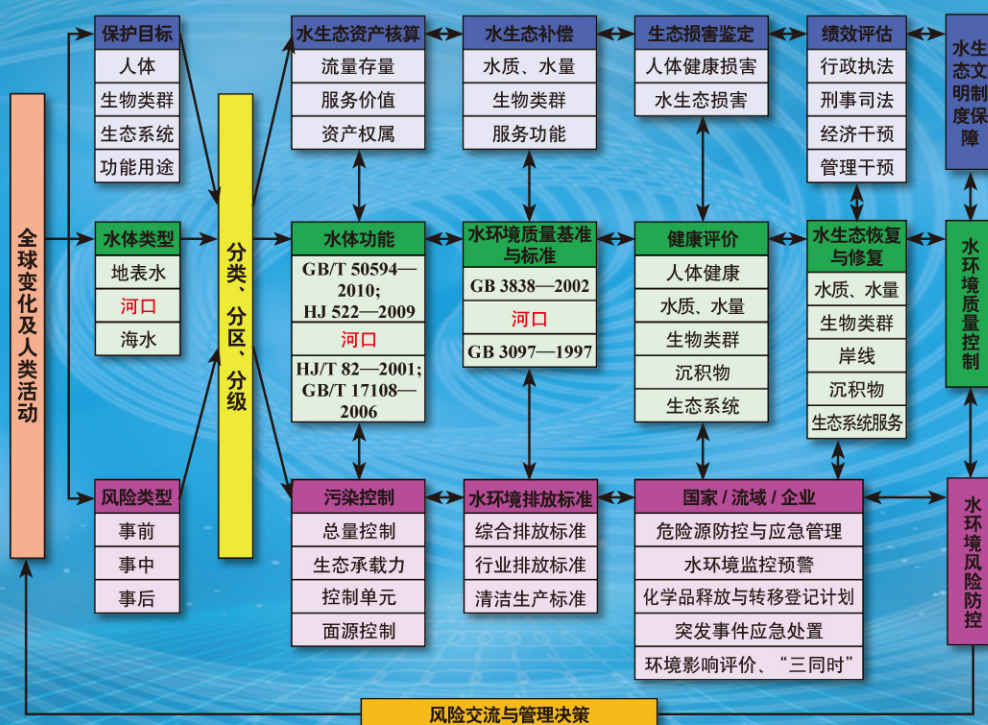 全球变化及人类活动
保护目标
人体
生物类群
生态系统
功能用途
水体类型
地表水
河口
海水
风险类型
事前
事中
事后
分类、分区、分级
水生态资产核算
流量存量
服务价值
资产权属
水生态补偿
水质、水量
生物类群
服务功能
生态损害鉴定
人体健康损害
水生态损害
绩效评估
行政执法
刑事司法
经济干预
管理干预
水生
态文
明制
度保
障
水体功能
GB/T 50594—
2010;
HJ 522—2009
河口
HJ/T 82—2001;
GB/T 17108—
2006
水环境质量基准
与标准
GB 3838—2002
河口
GB 3097—1997
健康评价
人体健康
水质、水量
生物类群
沉积物
生态系统
水生态恢复
与修复
水质、水量
生物类群
岸线
沉积物
生态系统服务
水环境质量控制
污染控制
总量控制
生态承载力
控制单元
面源控制
水环境排放标准
综合排放标准
行业排放标准
清洁生产标准
国家 / 流域 / 企业
危险源防控与应急管理
水环境监控预警
化学品释放与转移登记计划
突发事件应急处置
环境影响评价、“三同时”
水环境风险防控
风险交流与管理决策